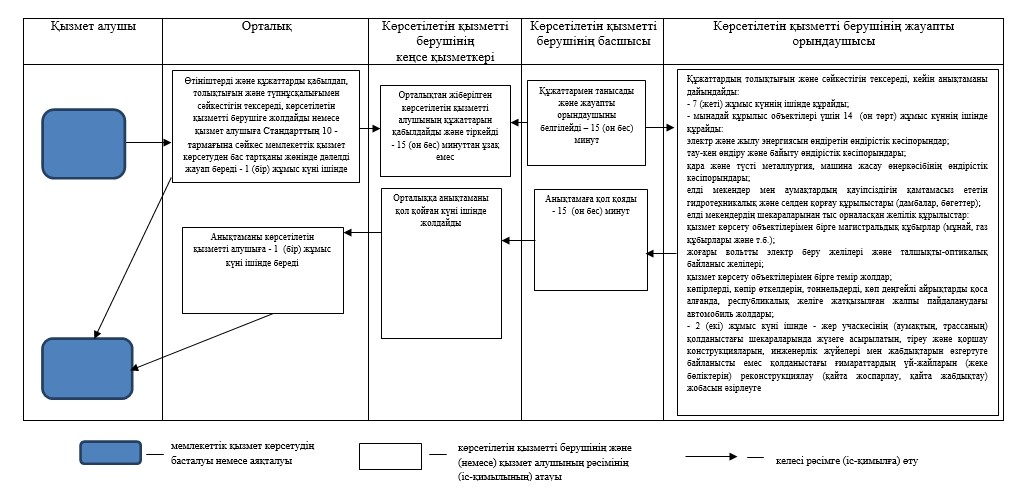 Қызмет алушы
Орталық
Көрсетілетін қызметті
берушінің
кеңсе қызметкері
Көрсетілетін қызметті
берушінің басшысы
Көрсетілетін қызметті берушінің жауапты
орындаушысы
Өтініштерді және құжаттарды қабылдап,
толықтығын және түпнұсқалығымен
сәйкестігін тексереді, көрсетілетін
қызметті берушіге жолдайды немесе
қызмет алушыға Стандарттың 10 -
тармағына сәйкес мемлекеттік қызмет
көрсетуден бас тартқаны жөнінде дәлелді
жауап береді - 1 (бір) жұмыс күні ішінде
Анықтаманы көрсетілетін
қызметті алушыға - 1 (бір) жұмыс
күні ішінде береді
Орталықтан жіберілген
көрсетілетін қызметті
алушының құжаттарын
қабылдайды және тіркейді
- 15 (он бес) минуттан ұзақ
емес
Орталыққа анықтаманы
қол қойған күні ішінде
жолдайды
Құжаттармен танысады
және жауапты
орындаушыны
белгілейді – 15 (он бес)
минут
Анықтамаға қол қояды
- 15 (он бес) минут
Құжаттардың толықтығын және сәйкестігін тексереді, кейін анықтаманы
дайындайды:
- 7 (жеті) жұмыс күннің ішінде құрайды;
- мынадай құрылыс объектілері үшін 14 (он төрт) жұмыс күннің ішінде
құрайды:
электр және жылу энергиясын өндіретін өндірістік кәсіпорындар;
тау-кен өндіру және байыту өндірістік кәсіпорындары;
қара және түсті металлургия, машина жасау өнеркәсібінің өндірістік
кәсіпорындары;
елді мекендер мен аумақтардың қауіпсіздігін қамтамасыз ететін
гидротехникалық және селден қорғау құрылыстары (дамбалар, бөгеттер);
елді мекендердің шекараларынан тыс орналасқан желілік құрылыстар:
қызмет көрсету объектілерімен бірге магистральдық құбырлар (мұнай, газ
құбырлары және т.б.);
жоғары вольтты электр беру желілері және талшықты-оптикалық
байланыс желілері;
қызмет көрсету объектілерімен бірге темір жолдар;
көпірлерді, көпір өткелдерін, тоннельдерді, көп деңгейлі айрықтарды қоса
алғанда, республикалық желіге жатқызылған жалпы пайдаланудағы
автомобиль жолдары;
- 2 (екі) жұмыс күні ішнде - жер учаскесінің (аумақтың, трассаның)
қолданыстағы шекараларында жүзеге асырылатын, тіреу және қоршау
конструкцияларын, инженерлік жүйелері мен жабдықтарын өзгертуге
байланысты емес қолданыстағы ғимараттардың үй-жайларын (жеке
бөліктерін) реконструкциялау (қайта жоспарлау, қайта жабдықтау)
жобасын әзірлеуге
мемлекеттік қызмет көрсетудің
басталуы немесе аяқталуы
көрсетілетін қызметті берушінің және
(немесе) қызмет алушының рәсімінің
(іс-қимылының) атауы
келесі рәсімге (іс-қимылға) өту